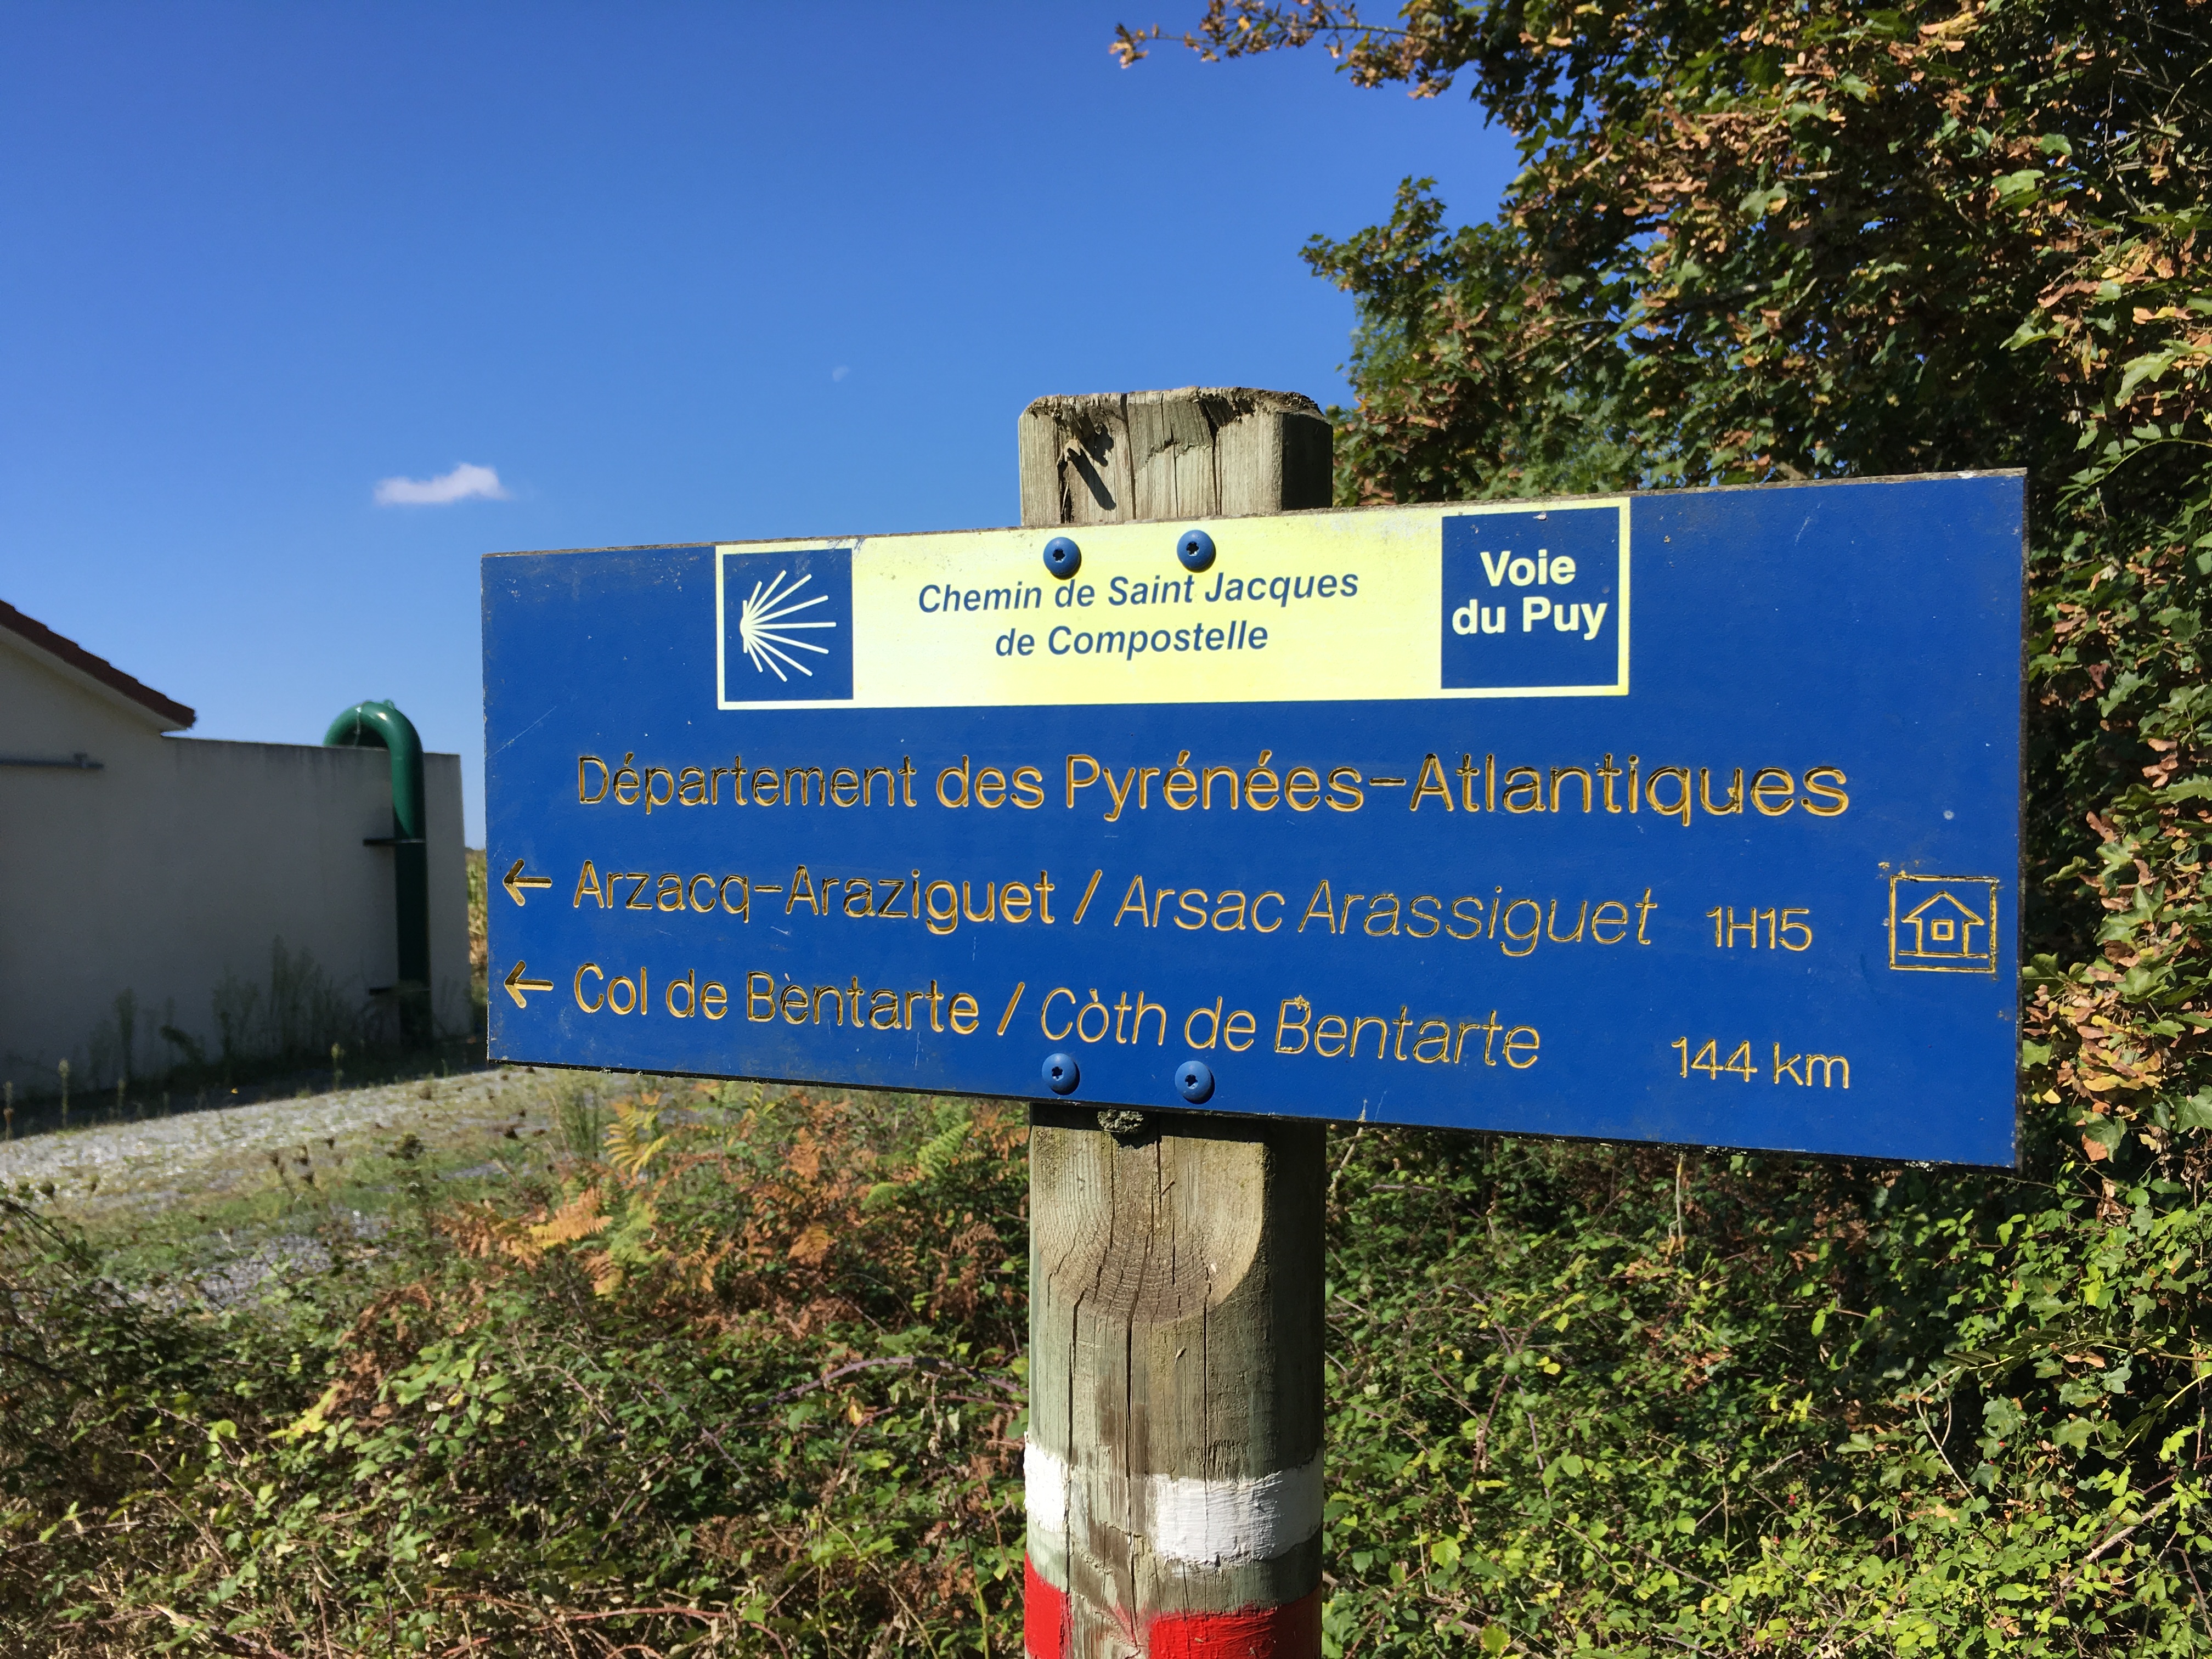 Chemin de Saint Jacques
de Compostelle
Voie
du Puy
Département des Pyrénées-Atlantiques
← Arzacq-Araziguet / Arsac Arassiguet 1H15
← Col de Bentarte / Còth de Bentarte 144 km